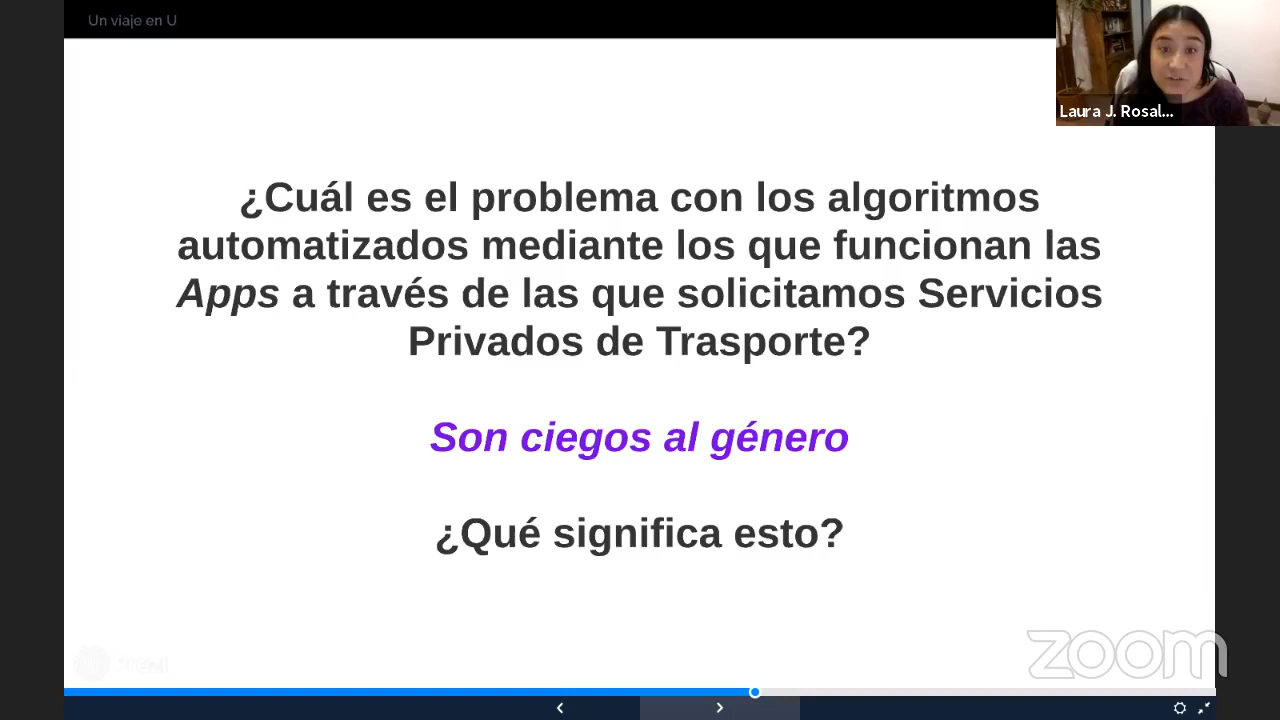 Un viaje en U
Laura J. Rosal...
¿Cuál es el problema con los algoritmos
automatizados mediante los que funcionan las
Apps a través de las que solicitamos Servicios
Privados de Trasporte?
Son ciegos al género
¿Qué significa esto?
zoom